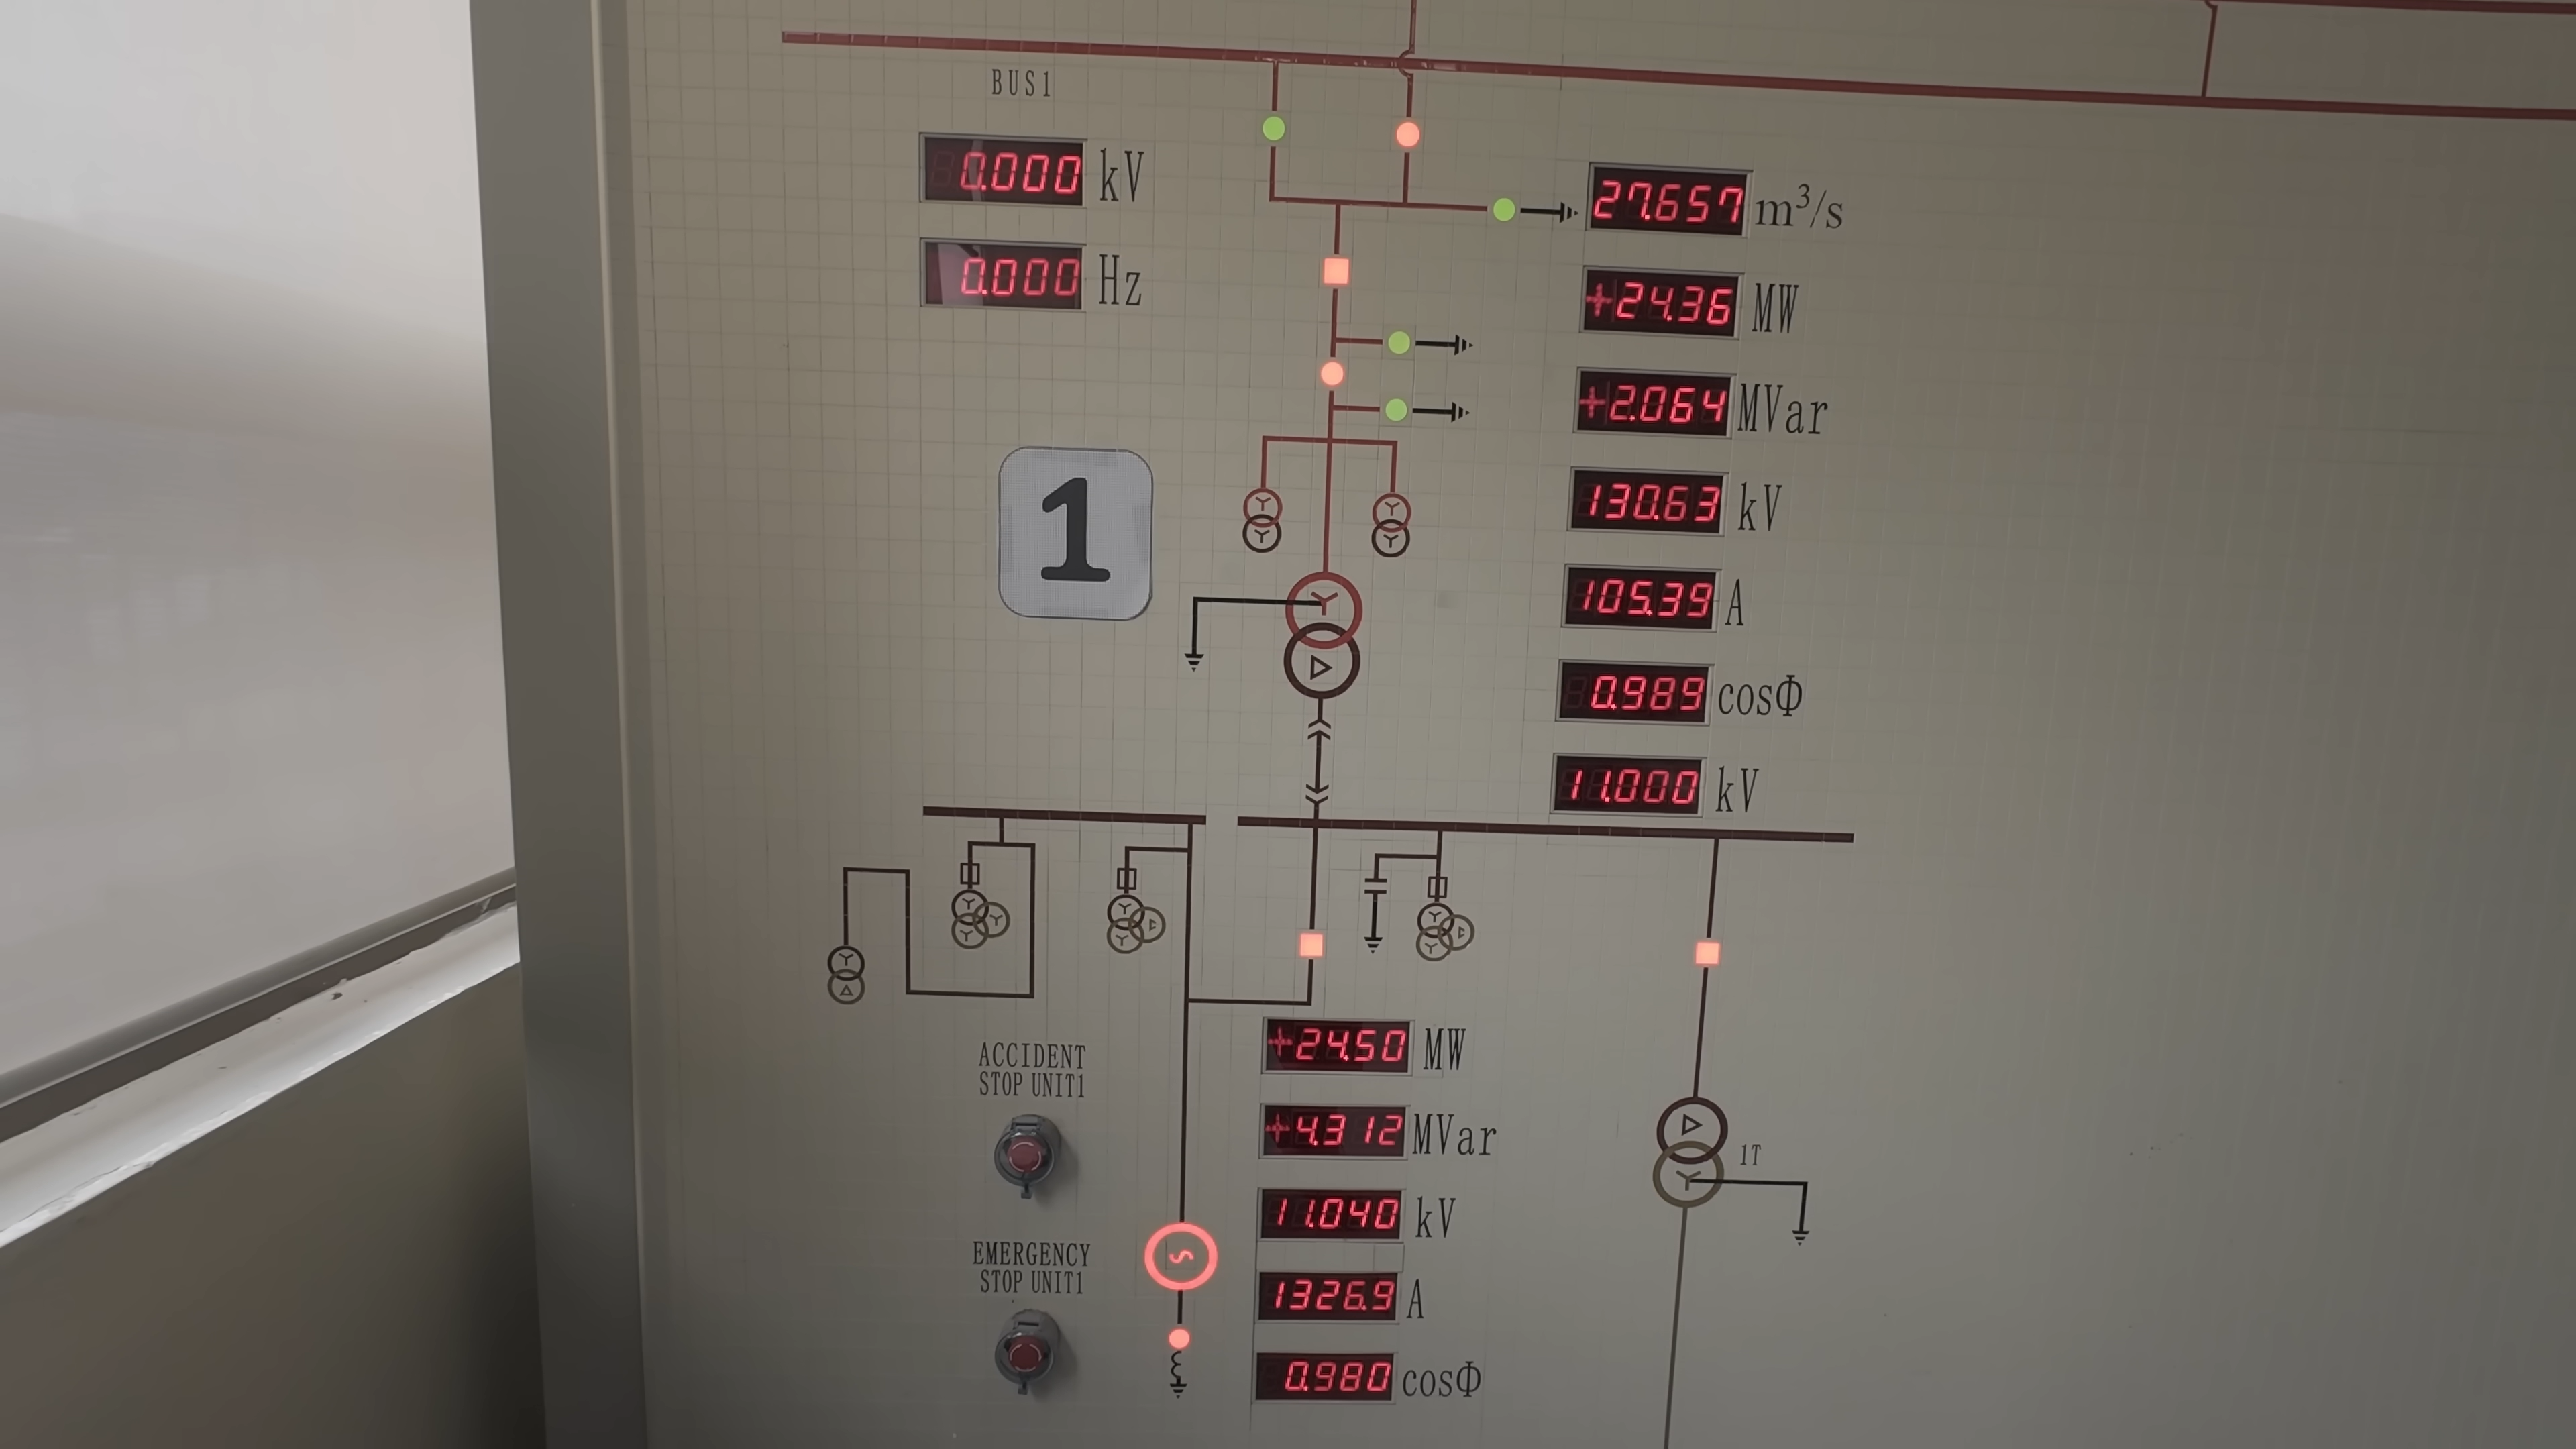 BUS1
0.000 kV
0.000 Hz
27.657 m³/s
+24.36 MW
+2.064 MVar
130.63 kV
105.39 A
0.989 cosΦ
11.000 kV
1
ACCIDENT
STOP UNIT1
EMERGENCY
STOP UNIT1
+24.50 MW
+4.312 MVar
11.040 kV
1326.9 A
0.980 cosΦ
1T